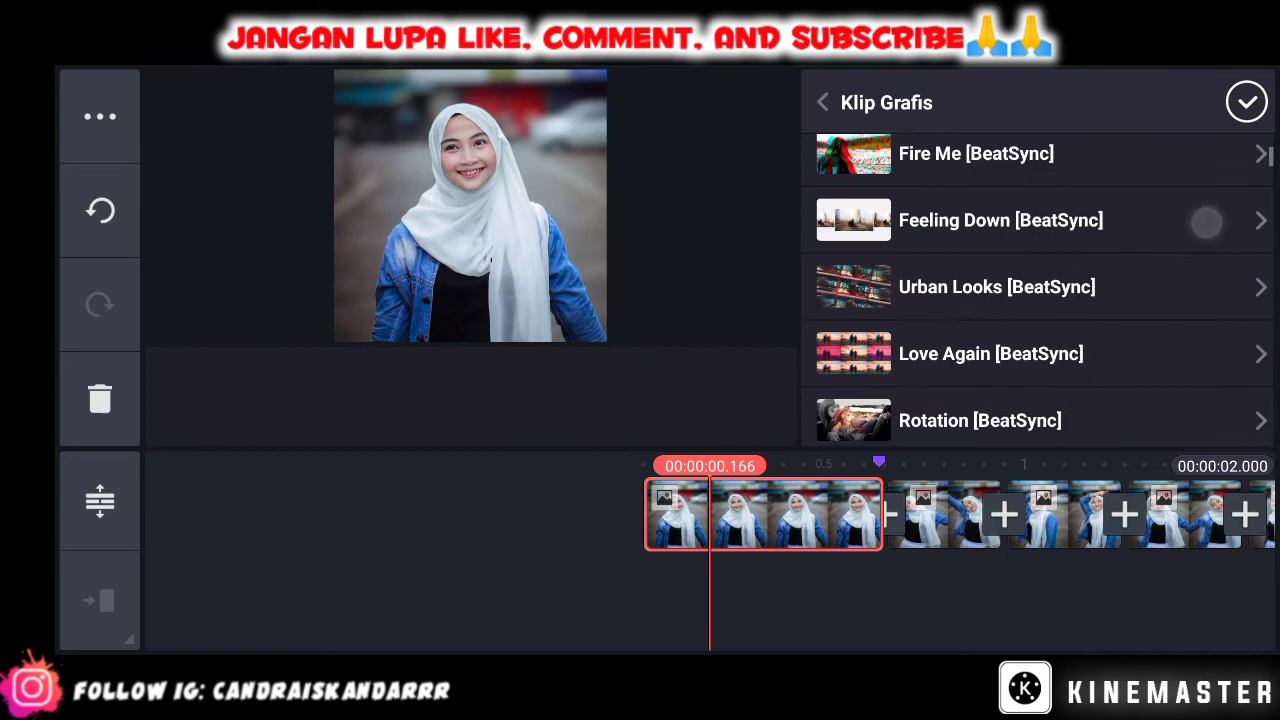 JANGAN LUPA LIKE, COMMENT, AND SUBSCRIBE🙏🙏
Klip Grafis
Fire Me [BeatSync]
Feeling Down [BeatSync]
Urban Looks [BeatSync]
Love Again [BeatSync]
Rotation [BeatSync]
00:00:00.166
0.5
1
00:00:02.000
FOLLOW IG: CANDRAISKANDARRR
K KINEMASTER